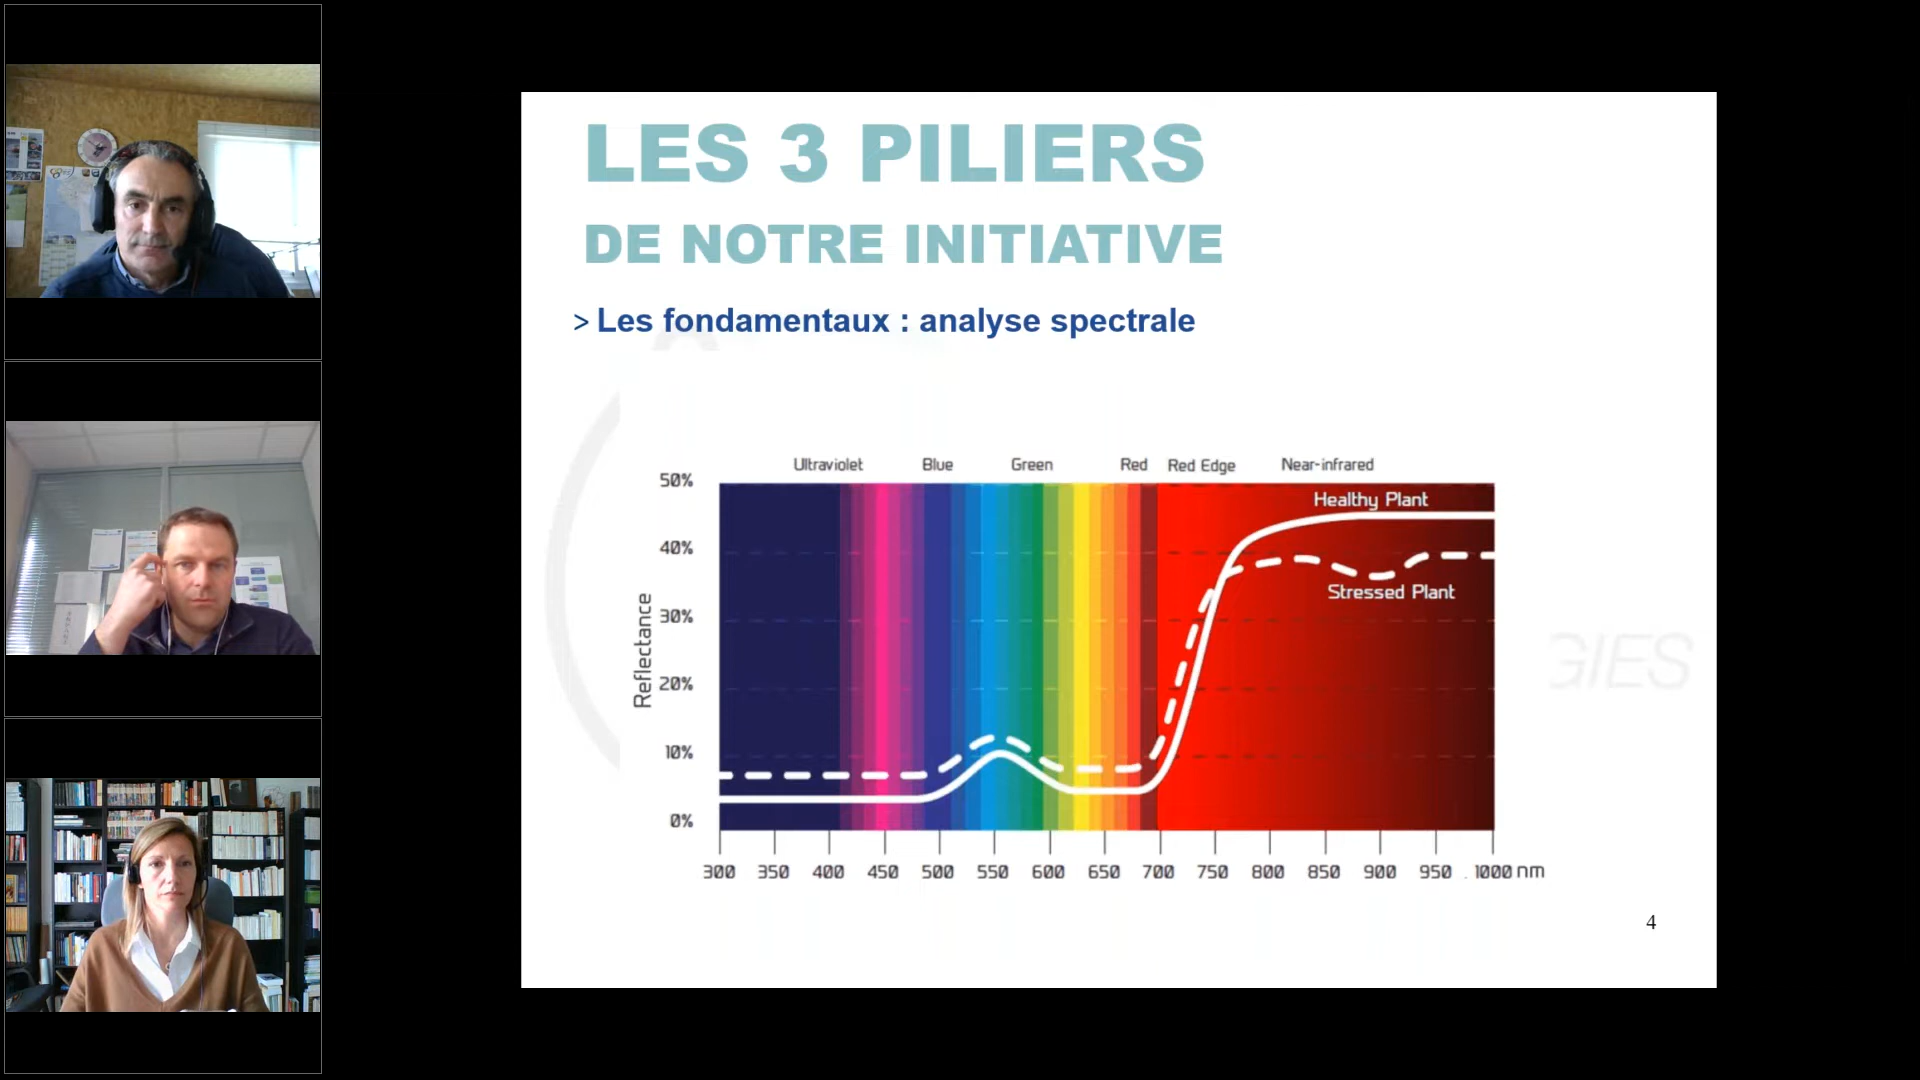 LES 3 PILIERS
DE NOTRE INITIATIVE
> Les fondamentaux : analyse spectrale
Ultraviolet Blue Green Red Red Edge Near-infrared
50%
40%
30%
20%
10%
0%
Reflectance
Healthy Plant
Stressed Plant
300 350 400 450 500 550 600 650 700 750 800 850 900 950 1000 nm
GIES
4